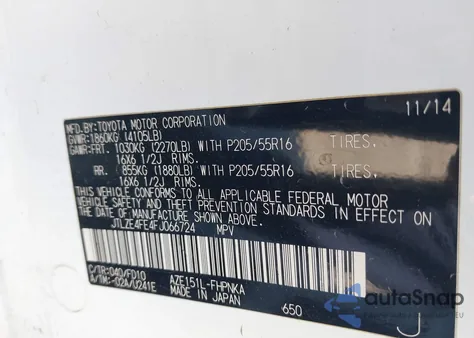 MFD.BY:TOYOTA MOTOR CORPORATION 11/14
GVWR:1860KG (4105LB)
GAWR:FRT. 1030KG (2270LB) WITH P205/55R16 TIRES,
16X6 1/2J RIMS.
RR. (855KG (1880LB) WITH P205/55R16 TIRES,
16X6 1/2J RIMS.
THIS VEHICLE CONFORMS TO ALL APPLICABLE FEDERAL MOTOR
VEHICLE SAFETY AND THEFT PREVENTION STANDARDS IN EFFECT ON
THE DATE OF MANUFACTURE SHOWN ABOVE.
JTLZE4FE4FJ066724 MPV
C/TR:040/FD10 AZE151L-FHPNKA
A/TM:-02A/U241E MADE IN JAPAN 650
J
autoSnap